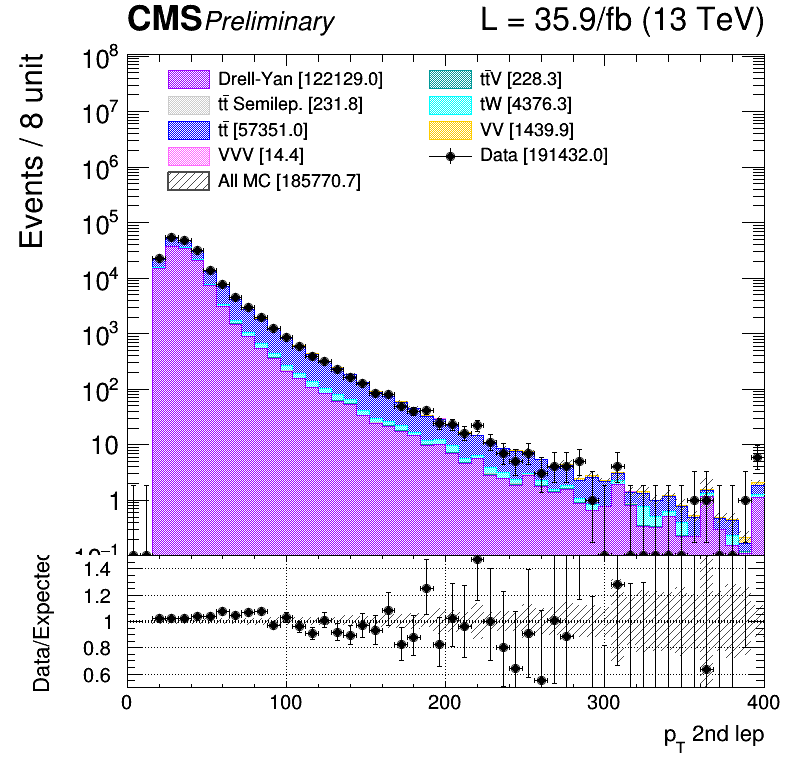 CMS Preliminary L = 35.9/fb (13 TeV)
Events / 8 unit
10⁸
10⁷
10⁶
10⁵
10⁴
10³
10²
10
1
10⁻¹
Drell-Yan [122129.0]
tt̄ Semilep. [231.8]
tt̄ [57351.0]
VVV [14.4]
All MC [185770.7]
tt̄V [228.3]
tW [4376.3]
VV [1439.9]
Data [191432.0]
Data/Expected
1.4
1.2
1
0.8
0.6
0 100 200 300 400
p_T 2nd lep